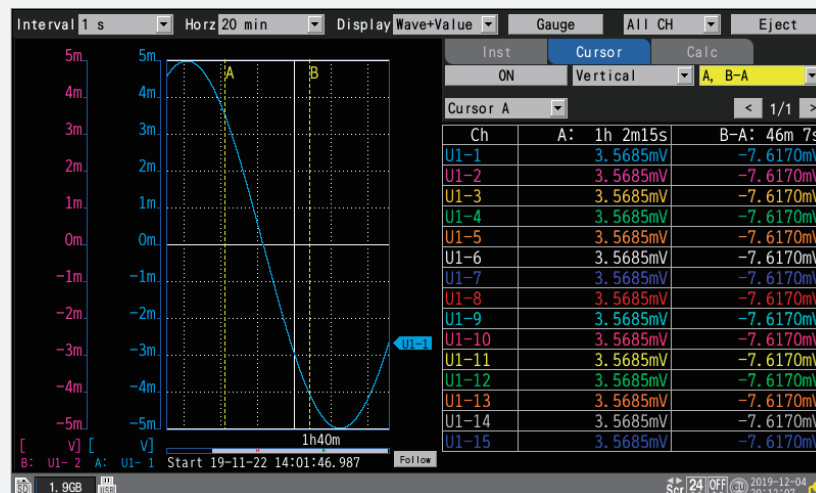 Interval 1 s Horz 20 min Display Wave+Value Gauge All CH Eject
Inst Cursor Calc
ON Vertical A, B-A
Cursor A < 1/1 >
Ch A: 1h 2m15s B-A: 46m 7s
U1-1 3.5685mV -7.6170mV
U1-2 3.5685mV -7.6170mV
U1-3 3.5685mV -7.6170mV
U1-4 3.5685mV -7.6170mV
U1-5 3.5685mV -7.6170mV
U1-6 3.5685mV -7.6170mV
U1-7 3.5685mV -7.6170mV
U1-8 3.5685mV -7.6170mV
U1-9 3.5685mV -7.6170mV
U1-10 3.5685mV -7.6170mV
U1-11 3.5685mV -7.6170mV
U1-12 3.5685mV -7.6170mV
U1-13 3.5685mV -7.6170mV
U1-14 3.5685mV -7.6170mV
U1-15 3.5685mV -7.6170mV
5m 5m
A B
4m 4m
3m 3m
2m 2m
1m 1m
0m 0m
-1m -1m
-2m -2m
U1-1
-3m -3m
-4m -4m
-5m -5m
1h40m
[ V] [ V]
B: U1- 2 A: U1- 1 Start 19-11-22 14:01:46.987 Follow
SD 1.9GB USB Scr 24 OFF 2019-12-04